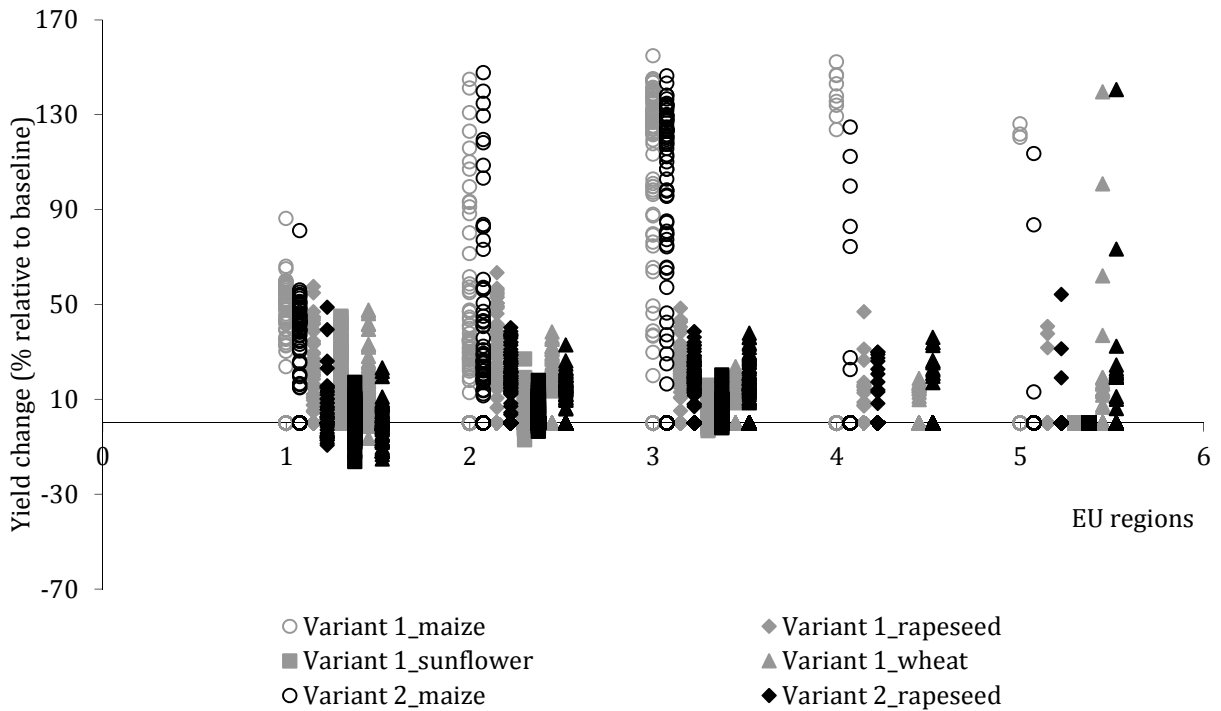 Yield change (% relative to baseline)
170
130
90
50
10
-30
-70
0 1 2 3 4 5 6
EU regions
Variant 1_maize Variant 1_rapeseed
Variant 1_sunflower Variant 1_wheat
Variant 2_maize Variant 2_rapeseed